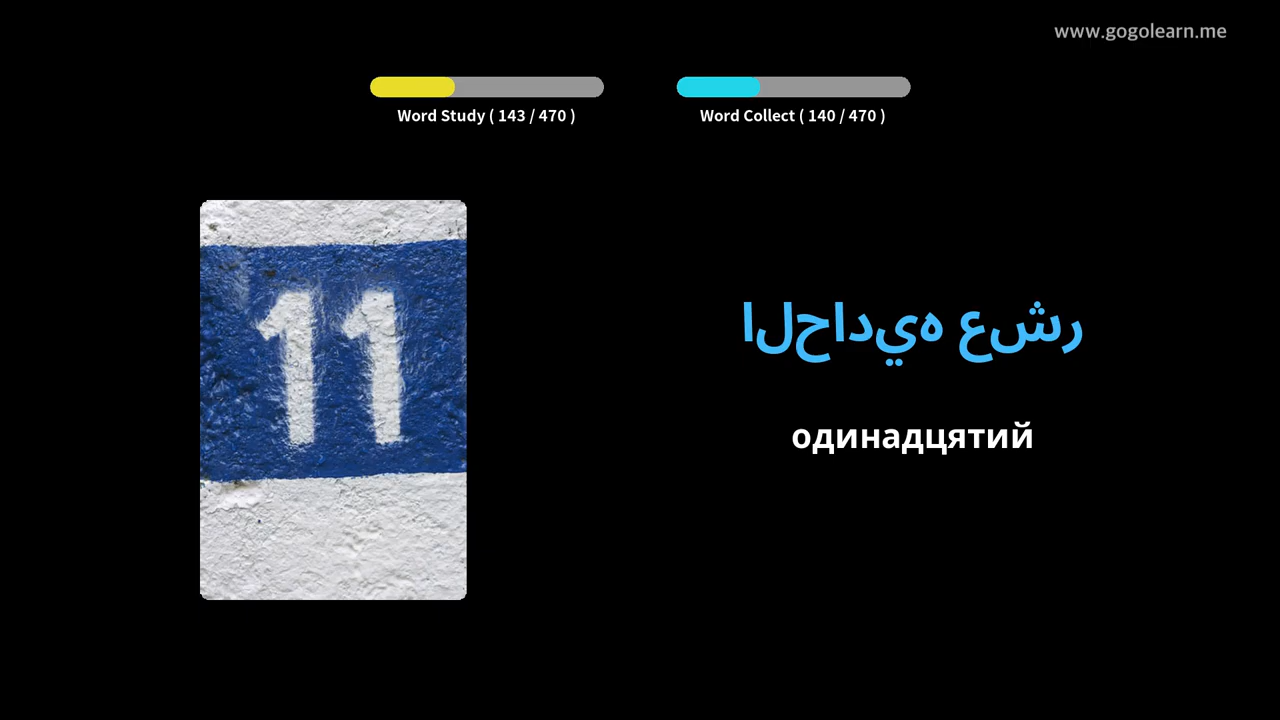 www.gogolearn.me
Word Study ( 143 / 470 )
Word Collect ( 140 / 470 )
11
الحاديه عشر
одинадцятий